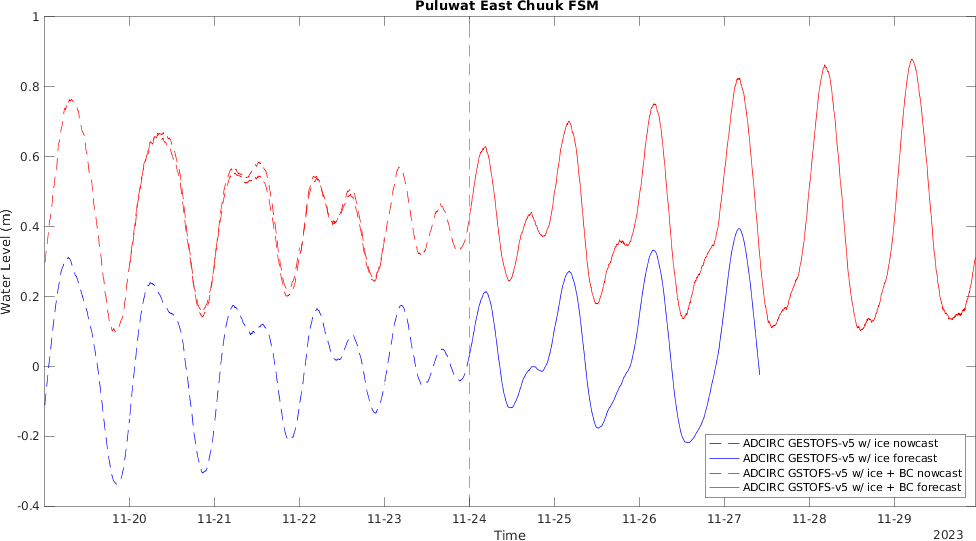 Puluwat East Chuuk FSM
1
0.8
0.6
0.4
0.2
0
-0.2
-0.4
Water Level (m)
11-20 11-21 11-22 11-23 11-24 11-25 11-26 11-27 11-28 11-29
Time
2023
ADCIRC GESTOFS-v5 w/ ice nowcast
ADCIRC GESTOFS-v5 w/ ice forecast
ADCIRC GSTOFS-v5 w/ ice + BC nowcast
ADCIRC GSTOFS-v5 w/ ice + BC forecast